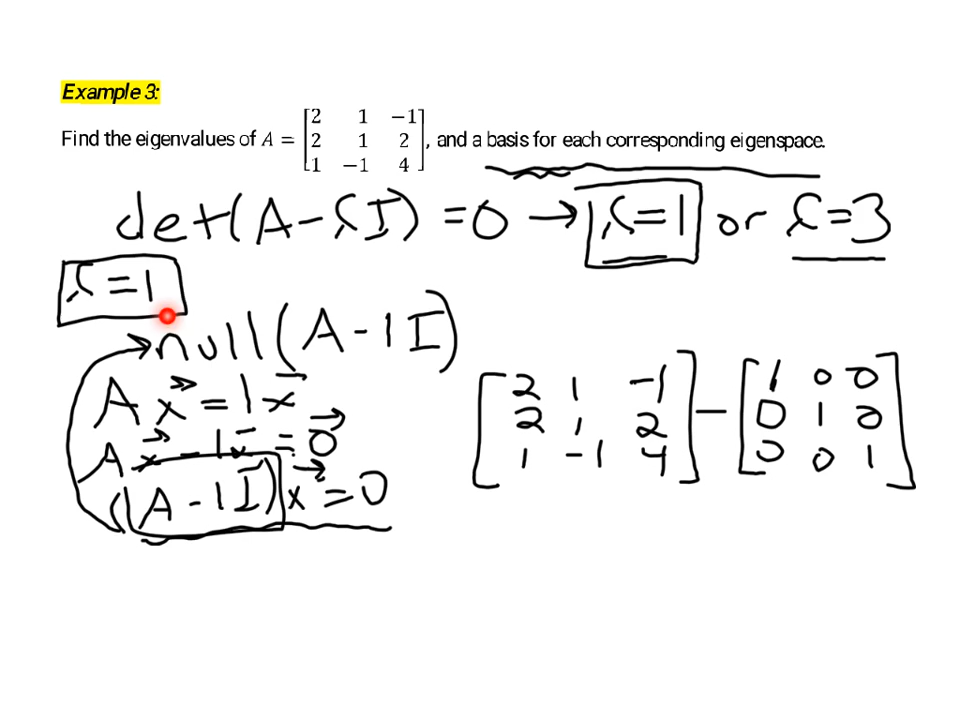 Example 3:
Find the eigenvalues of A = [2 1 −1; 2 1 2; 1 −1 4], and a basis for each corresponding eigenspace.
det(A-λI) = 0 → λ=1 or λ=3
λ=1
→ null(A-1I)
Ax⃗ = 1x⃗
Ax⃗ - 1x⃗ = 0⃗
(A-1I)x⃗ = 0
[2 1 -1; 2 1 2; 1 -1 4] - [1 0 0; 0 1 0; 0 0 1]